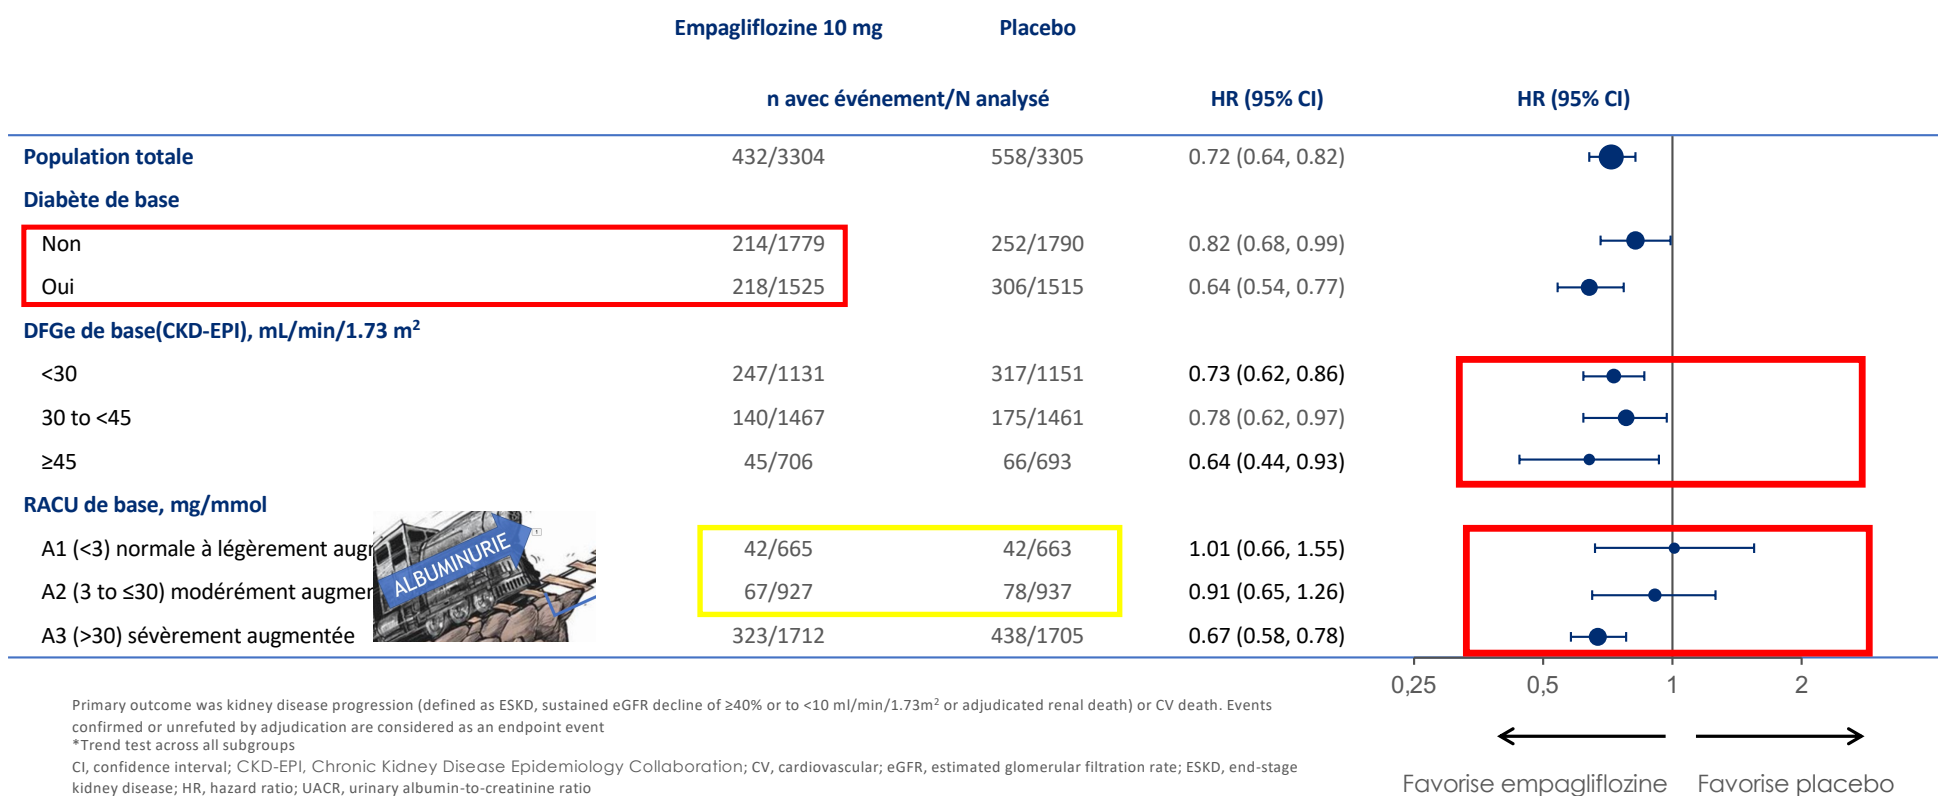 Empagliflozine 10 mg Placebo
n avec événement/N analysé HR (95% CI) HR (95% CI)
Population totale 432/3304 558/3305 0.72 (0.64, 0.82)
Diabète de base
Non 214/1779 252/1790 0.82 (0.68, 0.99)
Oui 218/1525 306/1515 0.64 (0.54, 0.77)
DFGe de base(CKD-EPI), mL/min/1.73 m²
<30 247/1131 317/1151 0.73 (0.62, 0.86)
30 to <45 140/1467 175/1461 0.78 (0.62, 0.97)
≥45 45/706 66/693 0.64 (0.44, 0.93)
RACU de base, mg/mmol
A1 (<3) normale à légèrement augr 42/665 42/663 1.01 (0.66, 1.55)
ALBUMINURIE
A2 (3 to ≤30) modérément augmer 67/927 78/937 0.91 (0.65, 1.26)
A3 (>30) sévèrement augmentée 323/1712 438/1705 0.67 (0.58, 0.78)
0,25 0,5 1 2
Primary outcome was kidney disease progression (defined as ESKD, sustained eGFR decline of ≥40% or to <10 ml/min/1.73m² or adjudicated renal death) or CV death. Events
confirmed or unrefuted by adjudication are considered as an endpoint event
*Trend test across all subgroups
CI, confidence interval; CKD-EPI, Chronic Kidney Disease Epidemiology Collaboration; CV, cardiovascular; eGFR, estimated glomerular filtration rate; ESKD, end-stage
kidney disease; HR, hazard ratio; UACR, urinary albumin-to-creatinine ratio
Favorise empagliflozine Favorise placebo